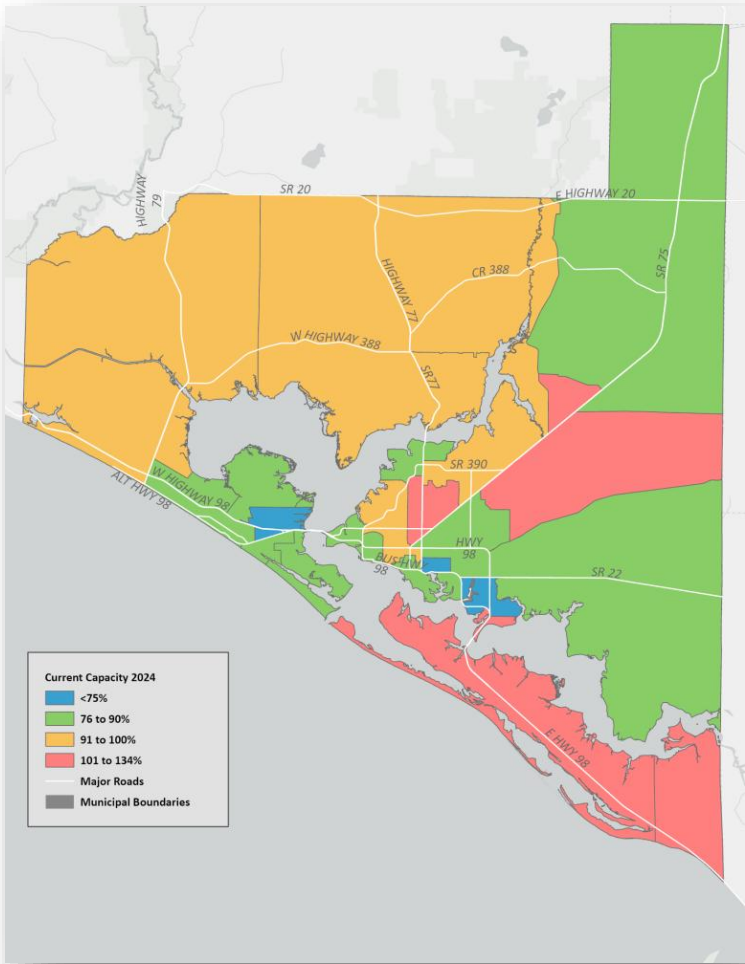 SR 20
E HIGHWAY 20
HIGHWAY
79
SR 75
HIGHWAY 77
CR 388
W HIGHWAY 388
SR77
SR 390
W HIGHWAY 98
ALT HWY 98
HWY
98
BUS HWY
98
SR 22
E HWY 98
Current Capacity 2024
<75%
76 to 90%
91 to 100%
101 to 134%
Major Roads
Municipal Boundaries